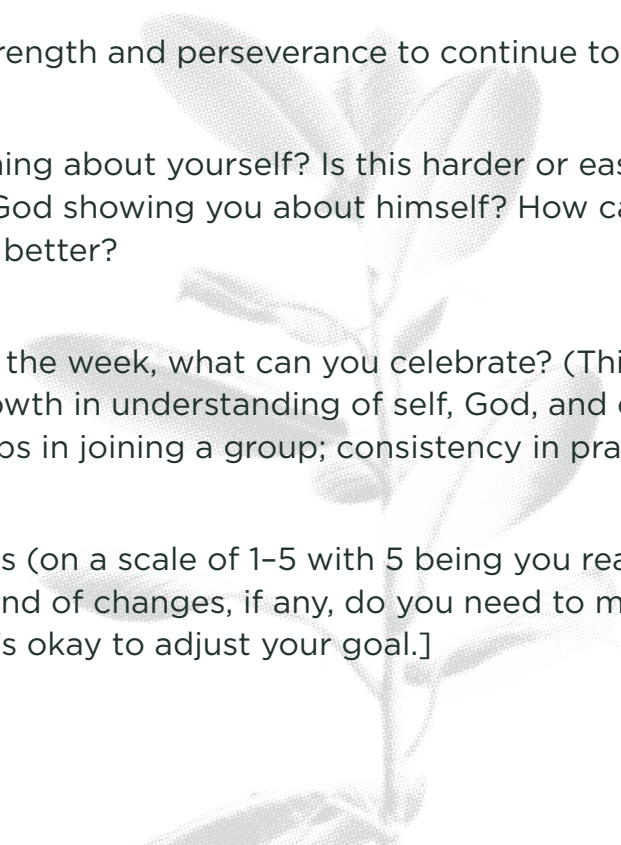 rength and perseverance to continue to
ning about yourself? Is this harder or eas
God showing you about himself? How ca
better?
the week, what can you celebrate? (Thi
owth in understanding of self, God, and
ps in joining a group; consistency in pra
s (on a scale of 1–5 with 5 being you rea
nd of changes, if any, do you need to m
's okay to adjust your goal.]